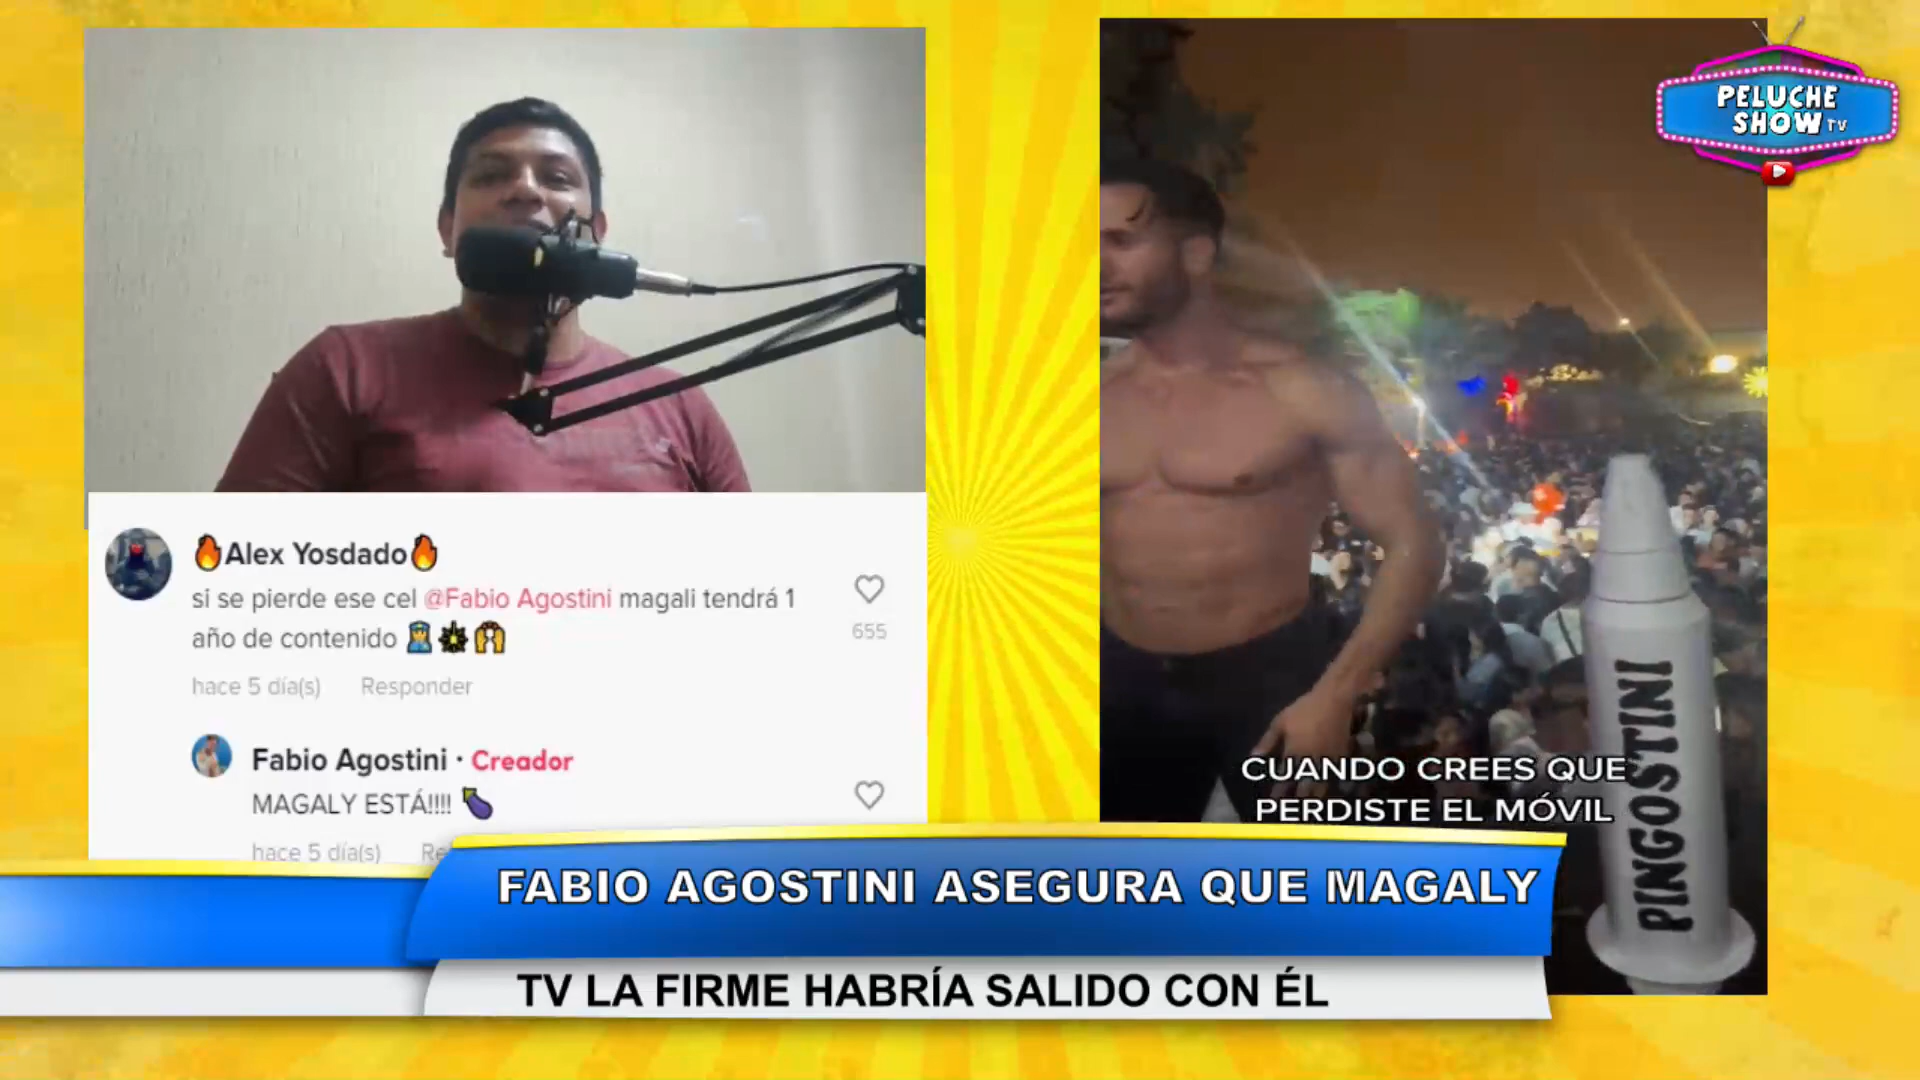 PELUCHE
SHOW TV
🔥Alex Yosdado🔥
si se pierde ese cel @Fabio Agostini magali tendrá 1
año de contenido
655
hace 5 día(s) Responder
Fabio Agostini · Creador
MAGALY ESTÁ!!!! 🍆
hace 5 día(s) Re
CUANDO CREES QUE
PERDISTE EL MÓVIL
PINGOSTINI
FABIO AGOSTINI ASEGURA QUE MAGALY
TV LA FIRME HABRÍA SALIDO CON ÉL